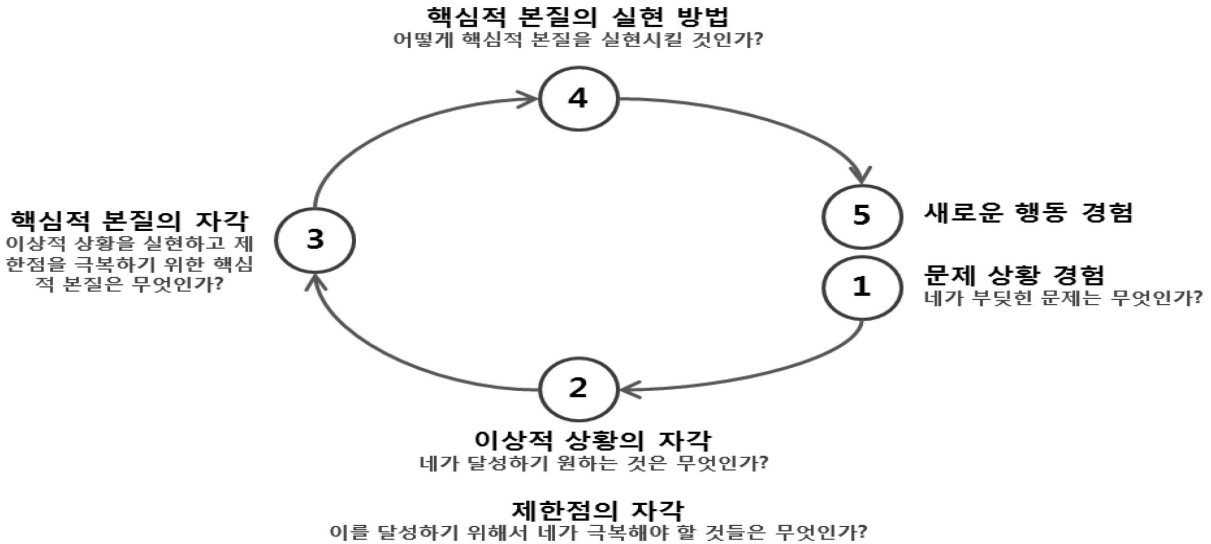 핵심적 본질의 실현 방법
어떻게 핵심적 본질을 실현시킬 것인가?
4
핵심적 본질의 자각
이상적 상황을 실현하고 제
한점을 극복하기 위한 핵심
적 본질은 무엇인가?
3
5
새로운 행동 경험
1
문제 상황 경험
네가 부딪힌 문제는 무엇인가?
2
이상적 상황의 자각
네가 달성하기 원하는 것은 무엇인가?
제한점의 자각
이를 달성하기 위해서 네가 극복해야 할 것들은 무엇인가?